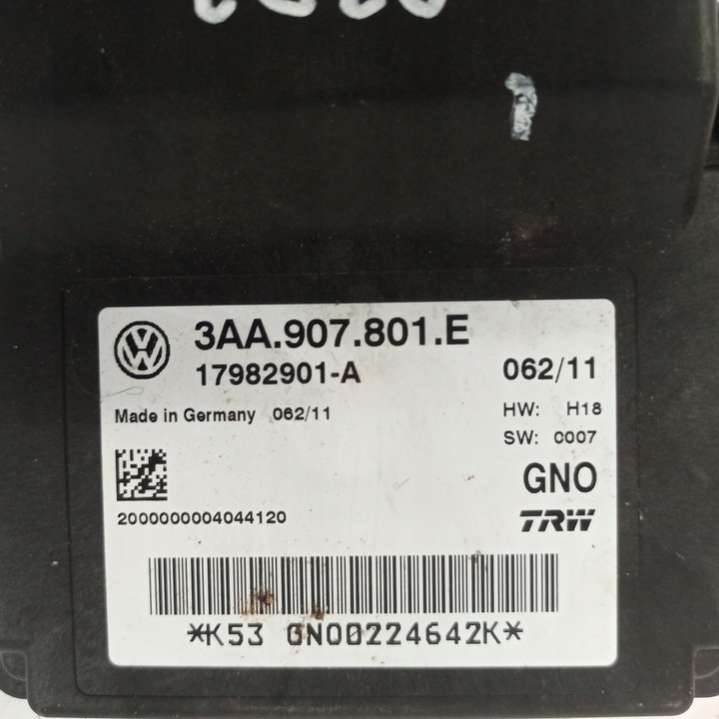 3AA.907.801.E
17982901-A
062/11
Made in Germany 062/11
HW: H18
SW: 0007
GNO
2000000004044120
TRW
*K53 GN00224642K*